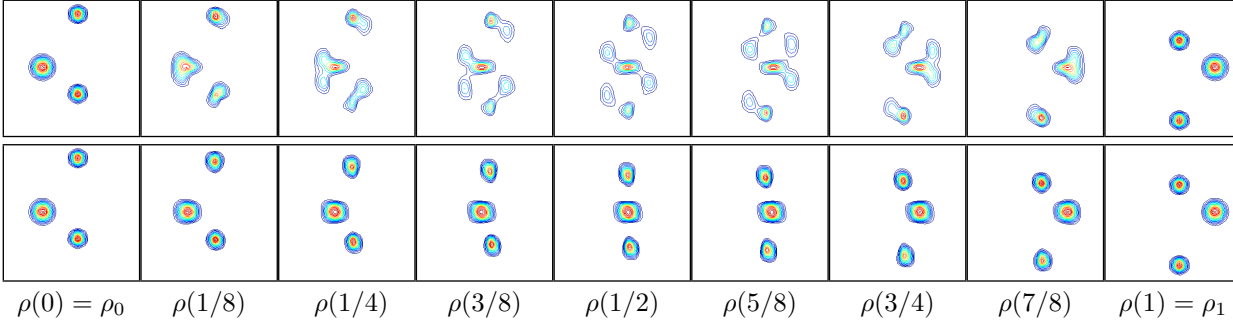 ρ(0) = ρ₀ ρ(1/8) ρ(1/4) ρ(3/8) ρ(1/2) ρ(5/8) ρ(3/4) ρ(7/8) ρ(1) = ρ₁